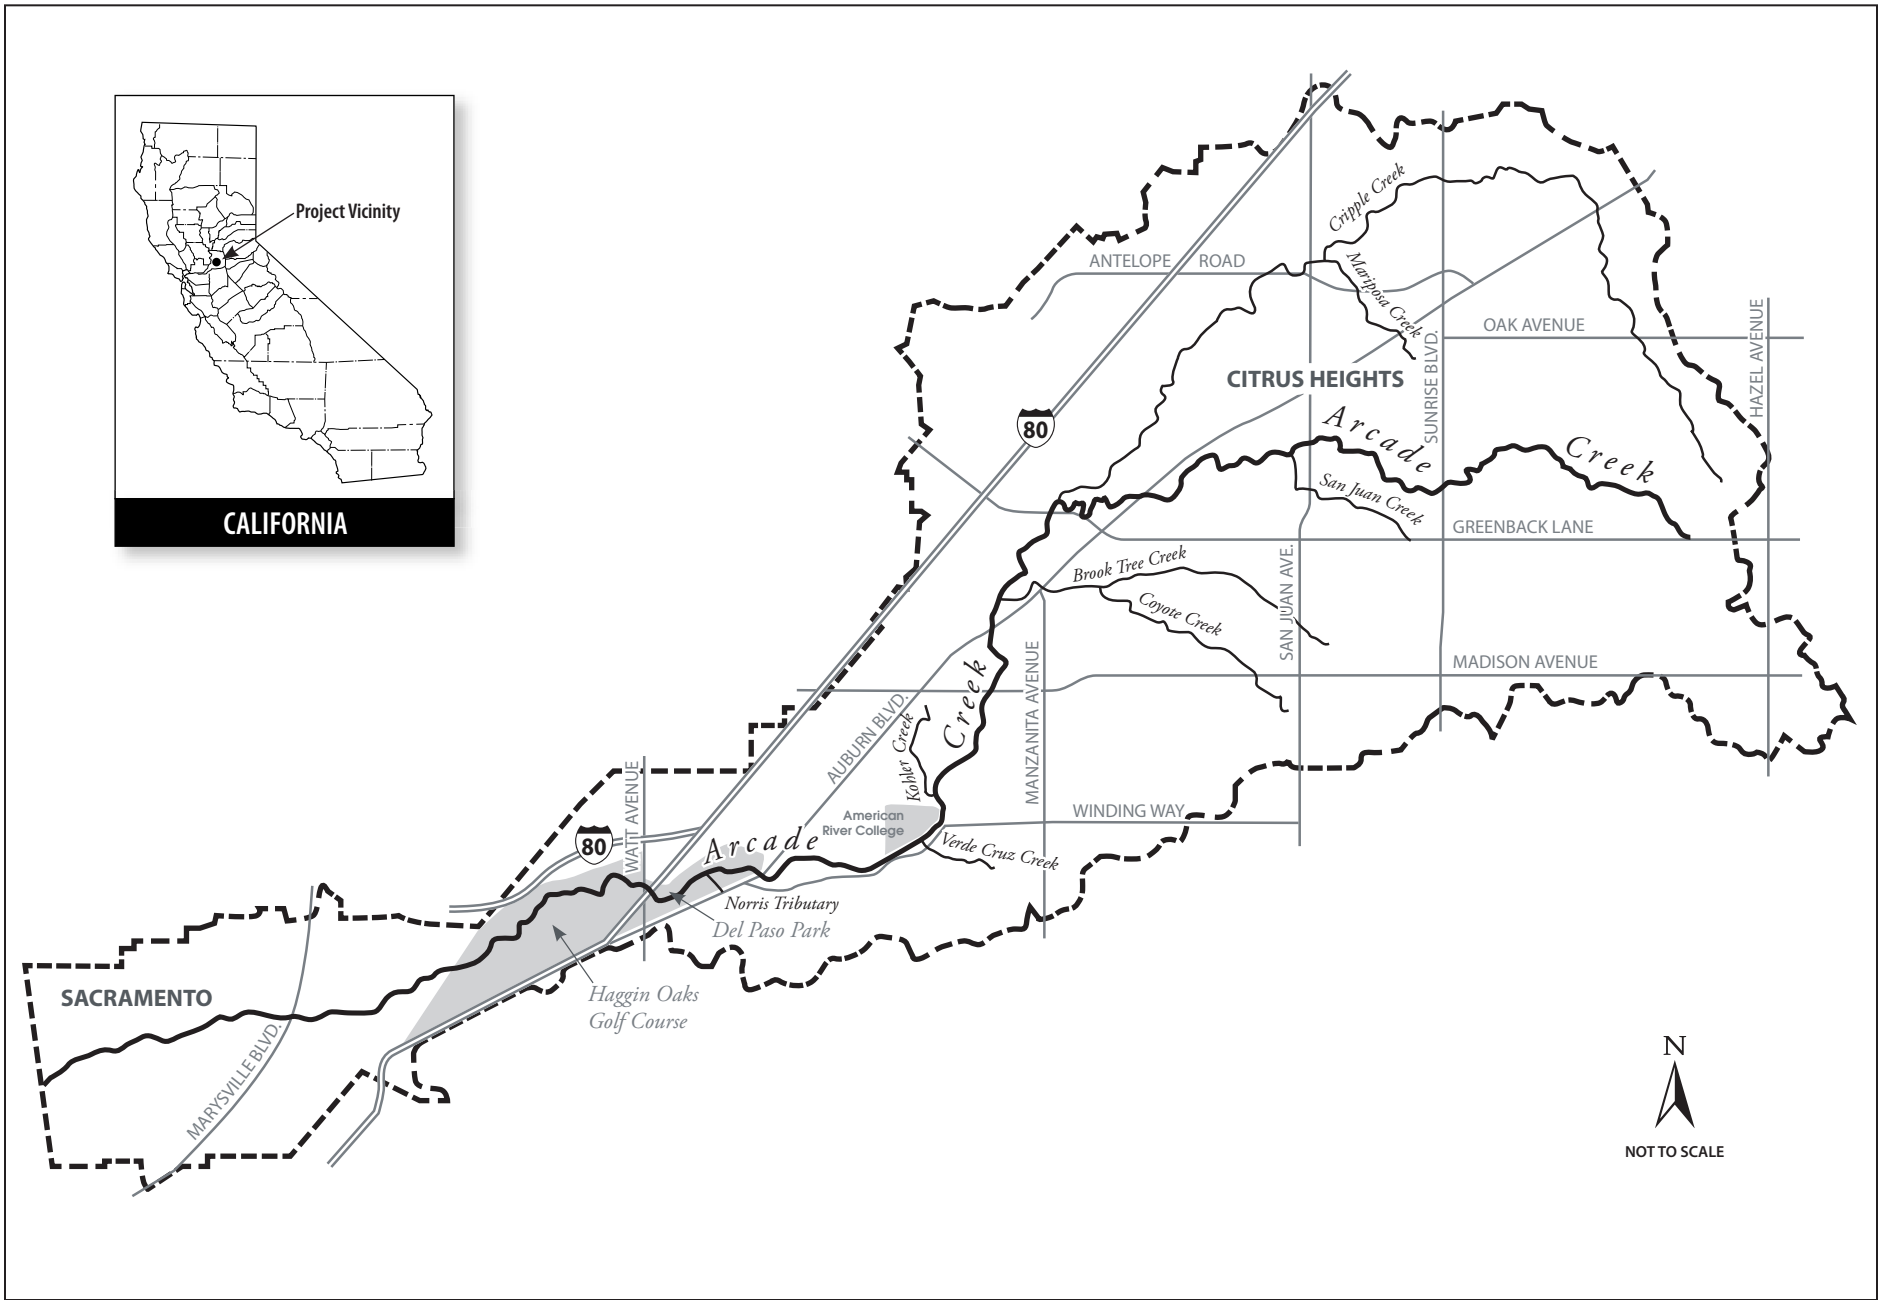 Project Vicinity
CALIFORNIA
Cripple Creek
ANTELOPE ROAD
Mariposa Creek
OAK AVENUE
HAZEL AVENUE
SUNRISE BLVD.
CITRUS HEIGHTS
80
Arcade Creek
San Juan Creek
GREENBACK LANE
SAN JUAN AVE.
Brook Tree Creek
Coyote Creek
MADISON AVENUE
MANZANITA AVENUE
AUBURN BLVD.
Kohler Creek
Arcade Creek
American
River College
WINDING WAY
WATT AVENUE
80
Verde Cruz Creek
Norris Tributary
Del Paso Park
Haggin Oaks
Golf Course
SACRAMENTO
MARYSVILLE BLVD.
N
NOT TO SCALE